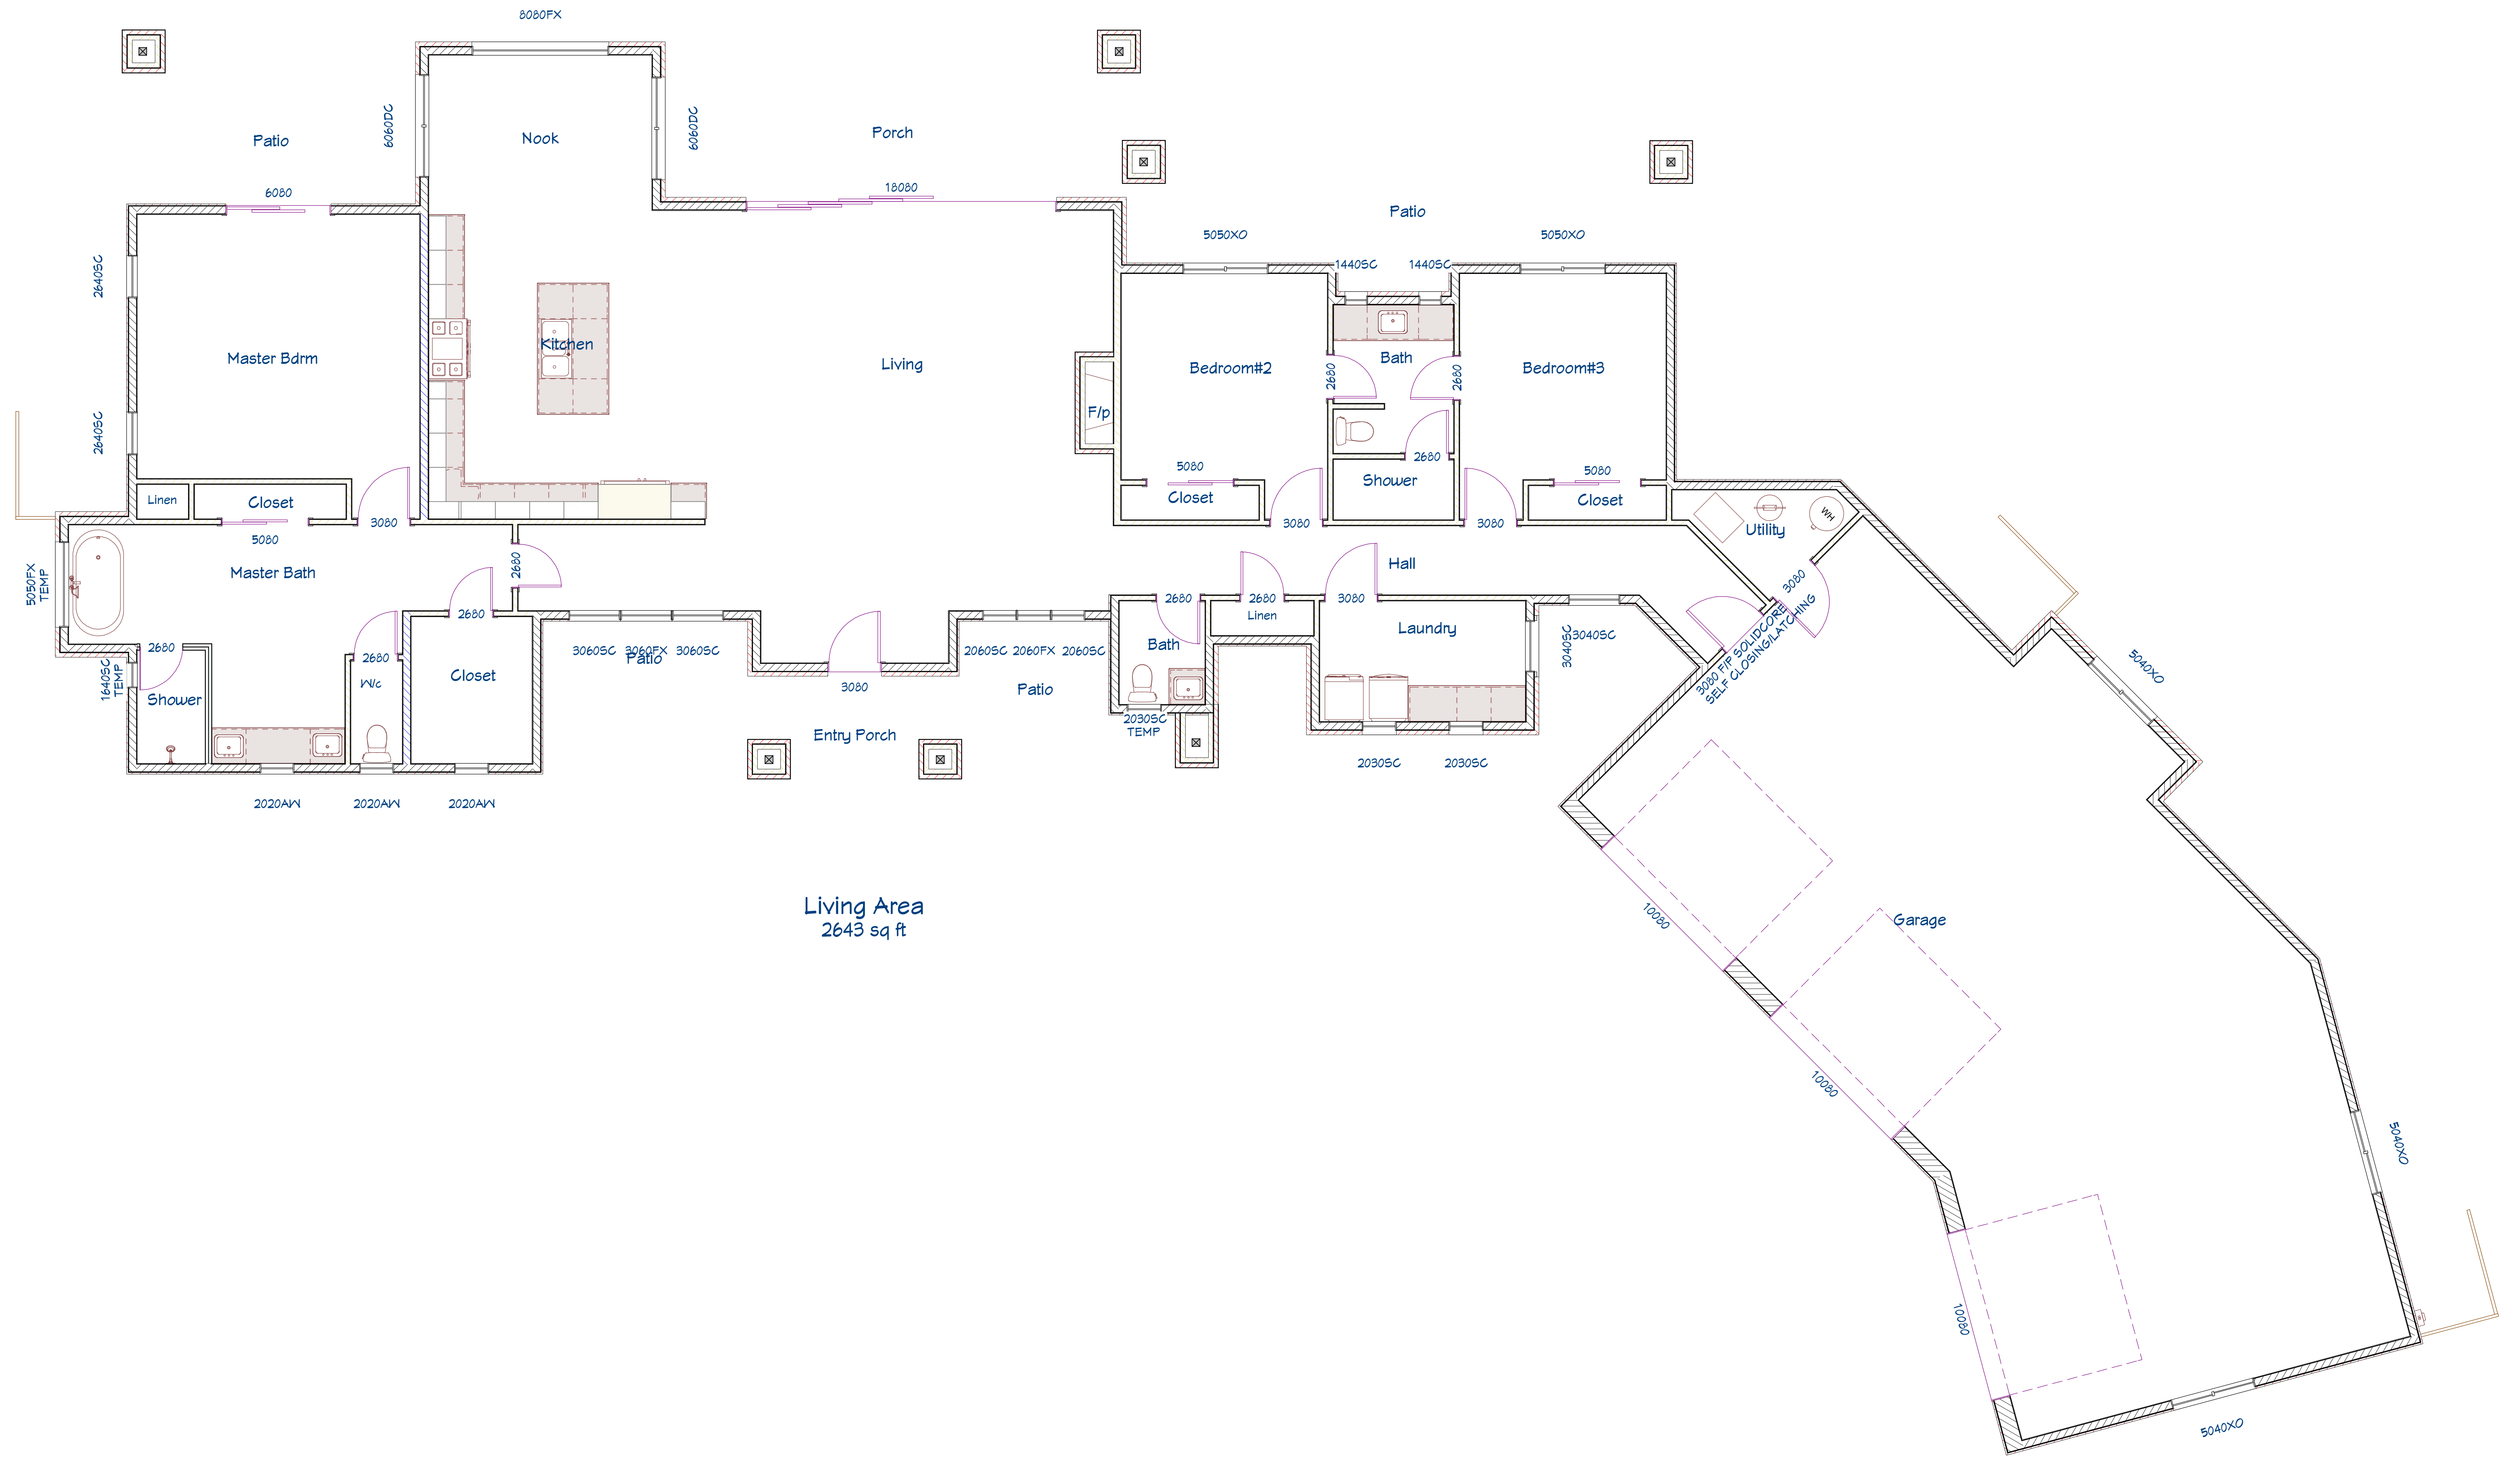 8080FX
6060DC
6060DC
Nook
Patio
Porch
6080
18080
Patio
5050XO
5050XO
1440SC
1440SC
2640SC
2640SC
Master Bdrm
Kitchen
Living
F/p
Bedroom#2
Bath
Bedroom#3
2680
2680
2680
Shower
5080
Closet
5080
Closet
Linen
Closet
3080
3080
3080
5080
Master Bath
2680
2680
5050FX
TEMP
2680
1640SC
TEMP
Shower
2680
W/c
Closet
Hall
Utility
WH
3080
3080 F/P SOLIDCORE
SELF CLOSING/LATCHING
2680
2680
3080
Linen
Laundry
Bath
3040SC
3040SC
3060SC
3060FX
3060SC
Patio
2060SC
2060FX
2060SC
Patio
3080
Entry Porch
2030SC
TEMP
2030SC
2030SC
2020AW
2020AW
2020AW
5040XO
Living Area
2643 sq ft
Garage
10080
10080
10080
5040XO
5040XO